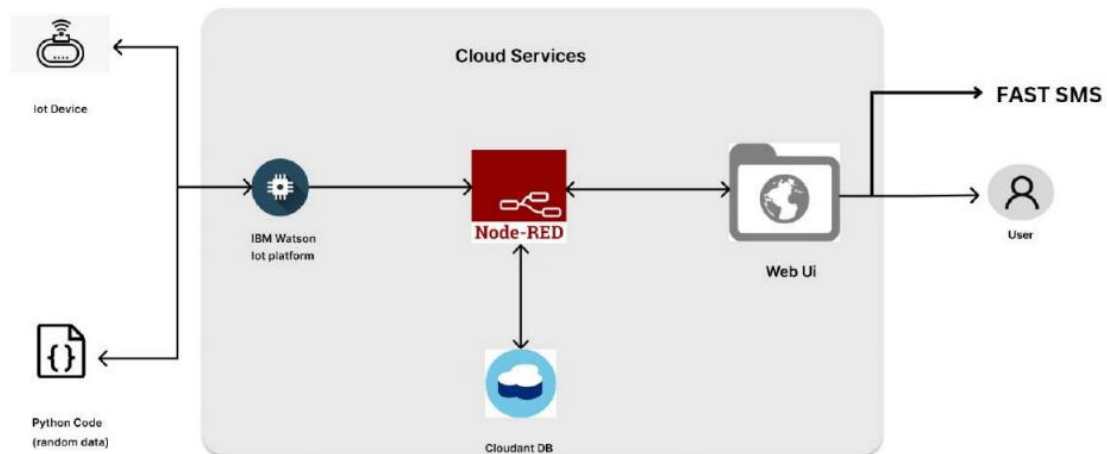 Cloud Services
FAST SMS
Iot Device
IBM Watson
Iot platform
Node-RED
User
Web Ui
{}
Python Code
(random data)
Cloudant DB